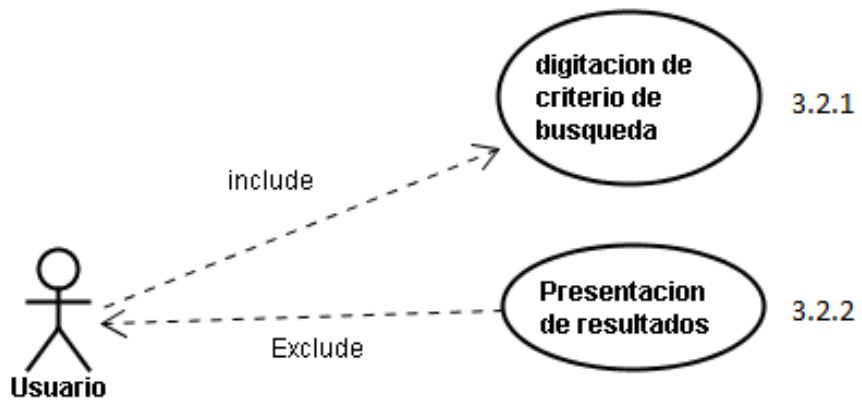 digitacion de
criterio de
busqueda
3.2.1
include
Presentacion
de resultados
3.2.2
Exclude
Usuario